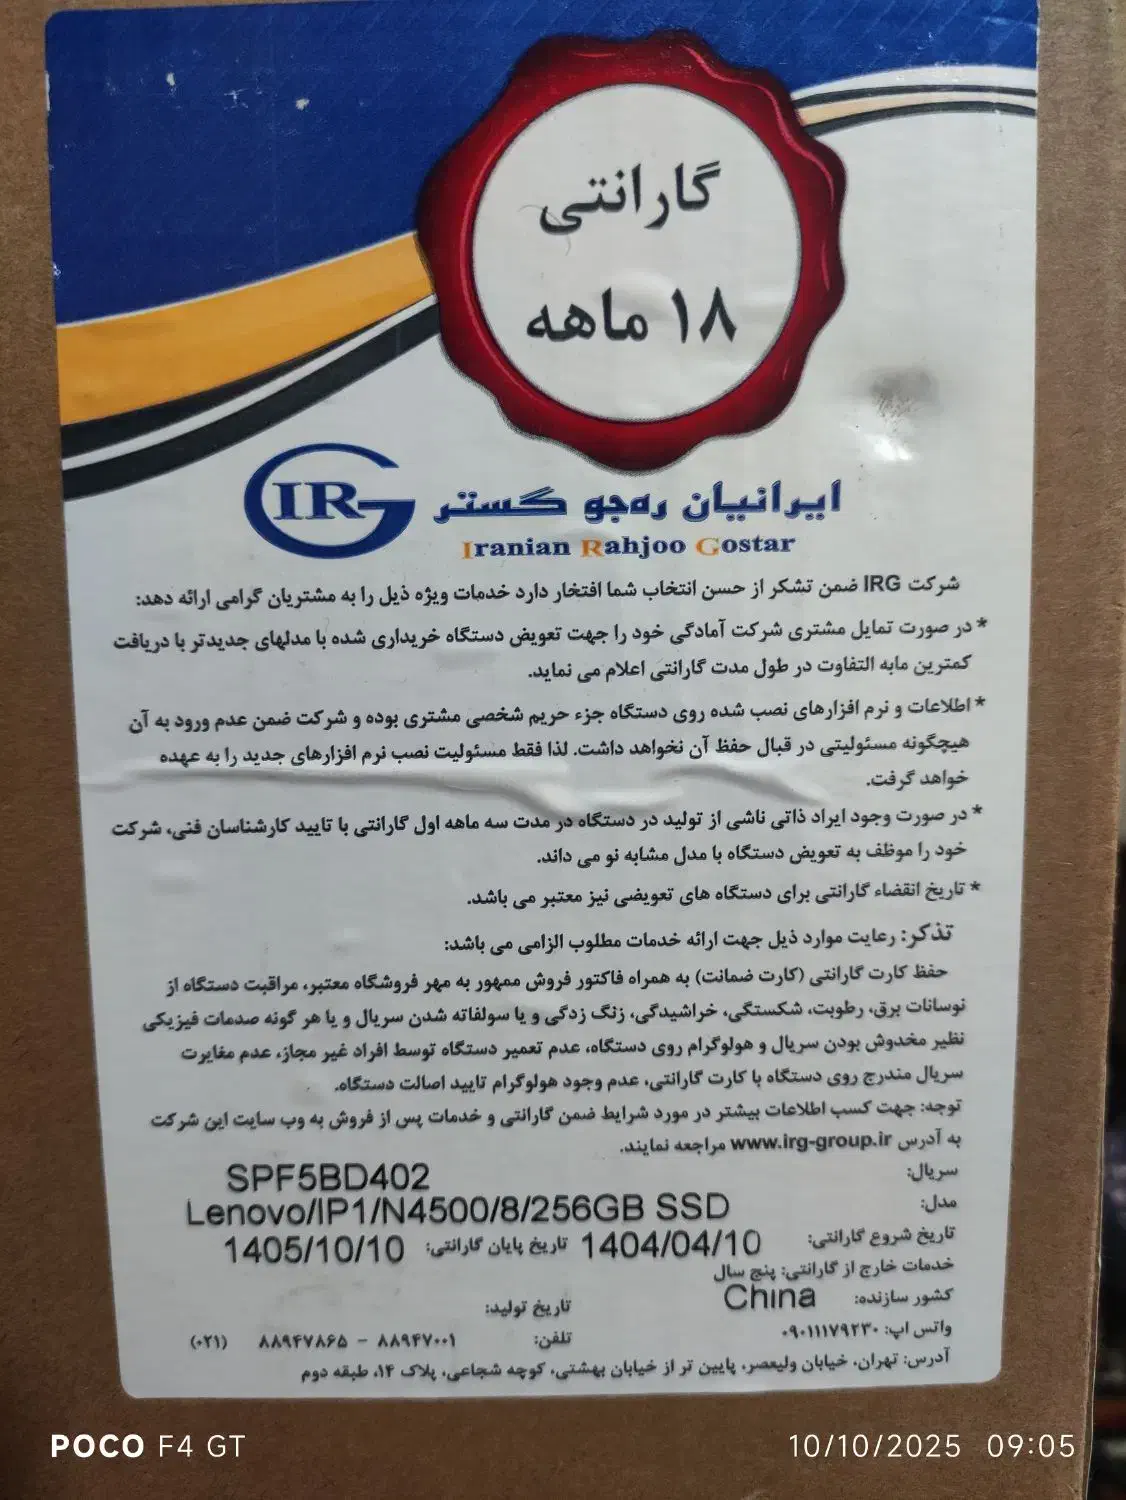 گارانتی
۱۸ ماهه
IRG
ایرانیان ره‌جو گستر
Iranian Rahjoo Gostar
شرکت IRG ضمن تشکر از حسن انتخاب شما افتخار دارد خدمات ویژه ذیل را به مشتریان گرامی ارائه دهد:
* در صورت تمایل مشتری شرکت آمادگی خود را جهت تعویض دستگاه خریداری شده با مدلهای جدیدتر با دریافت
کمترین مابه التفاوت در طول مدت گارانتی اعلام می نماید.
* اطلاعات و نرم افزارهای نصب شده روی دستگاه جزء حریم شخصی مشتری بوده و شرکت ضمن عدم ورود به آن
هیچگونه مسئولیتی در قبال حفظ آن نخواهد داشت. لذا فقط مسئولیت نصب نرم افزارهای جدید را به عهده
خواهد گرفت.
* در صورت وجود ایراد ذاتی ناشی از تولید در دستگاه در مدت سه ماهه اول گارانتی با تایید کارشناسان فنی، شرکت
خود را موظف به تعویض دستگاه با مدل مشابه نو می داند.
* تاریخ انقضاء گارانتی برای دستگاه های تعویضی نیز معتبر می باشد.
تذکر: رعایت موارد ذیل جهت ارائه خدمات مطلوب الزامی می باشد:
حفظ کارت گارانتی (کارت ضمانت) به همراه فاکتور فروش ممهور به مهر فروشگاه معتبر، مراقبت دستگاه از
نوسانات برق، رطوبت، شکستگی، خراشیدگی، زنگ زدگی و یا سولفاته شدن سریال و یا هر گونه صدمات فیزیکی
نظیر مخدوش بودن سریال و هولوگرام روی دستگاه، عدم تعمیر دستگاه توسط افراد غیر مجاز، عدم مغایرت
سریال مندرج روی دستگاه با کارت گارانتی، عدم وجود هولوگرام تایید اصالت دستگاه.
توجه: جهت کسب اطلاعات بیشتر در مورد شرایط ضمن گارانتی و خدمات پس از فروش به وب سایت این شرکت
به آدرس www.irg-group.ir مراجعه نمایند.
سریال: SPF5BD402
مدل: Lenovo/IP1/N4500/8/256GB SSD
تاریخ شروع گارانتی: 1404/04/10 تاریخ پایان گارانتی: 1405/10/10
خدمات خارج از گارانتی: پنج سال
کشور سازنده: China تاریخ تولید:
واتس اپ: ۰۹۰۱۱۱۷۹۲۳۰ تلفن: ۸۸۹۴۷۰۰۱ – ۸۸۹۴۷۸۶۵ (۰۲۱)
آدرس: تهران، خیابان ولیعصر، پایین تر از خیابان بهشتی، کوچه شجاعی، پلاک ۱۴، طبقه دوم
POCO F4 GT
10/10/2025 09:05